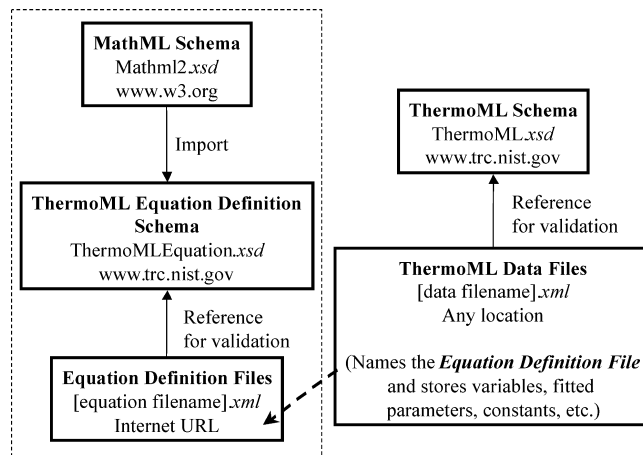 MathML Schema
Mathml2.xsd
www.w3.org
Import
ThermoML Equation Definition
Schema
ThermoMLEquation.xsd
www.trc.nist.gov
Reference
for validation
Equation Definition Files
[equation filename].xml
Internet URL
ThermoML Schema
ThermoML.xsd
www.trc.nist.gov
Reference
for validation
ThermoML Data Files
[data filename].xml
Any location
(Names the Equation Definition File
and stores variables, fitted
parameters, constants, etc.)